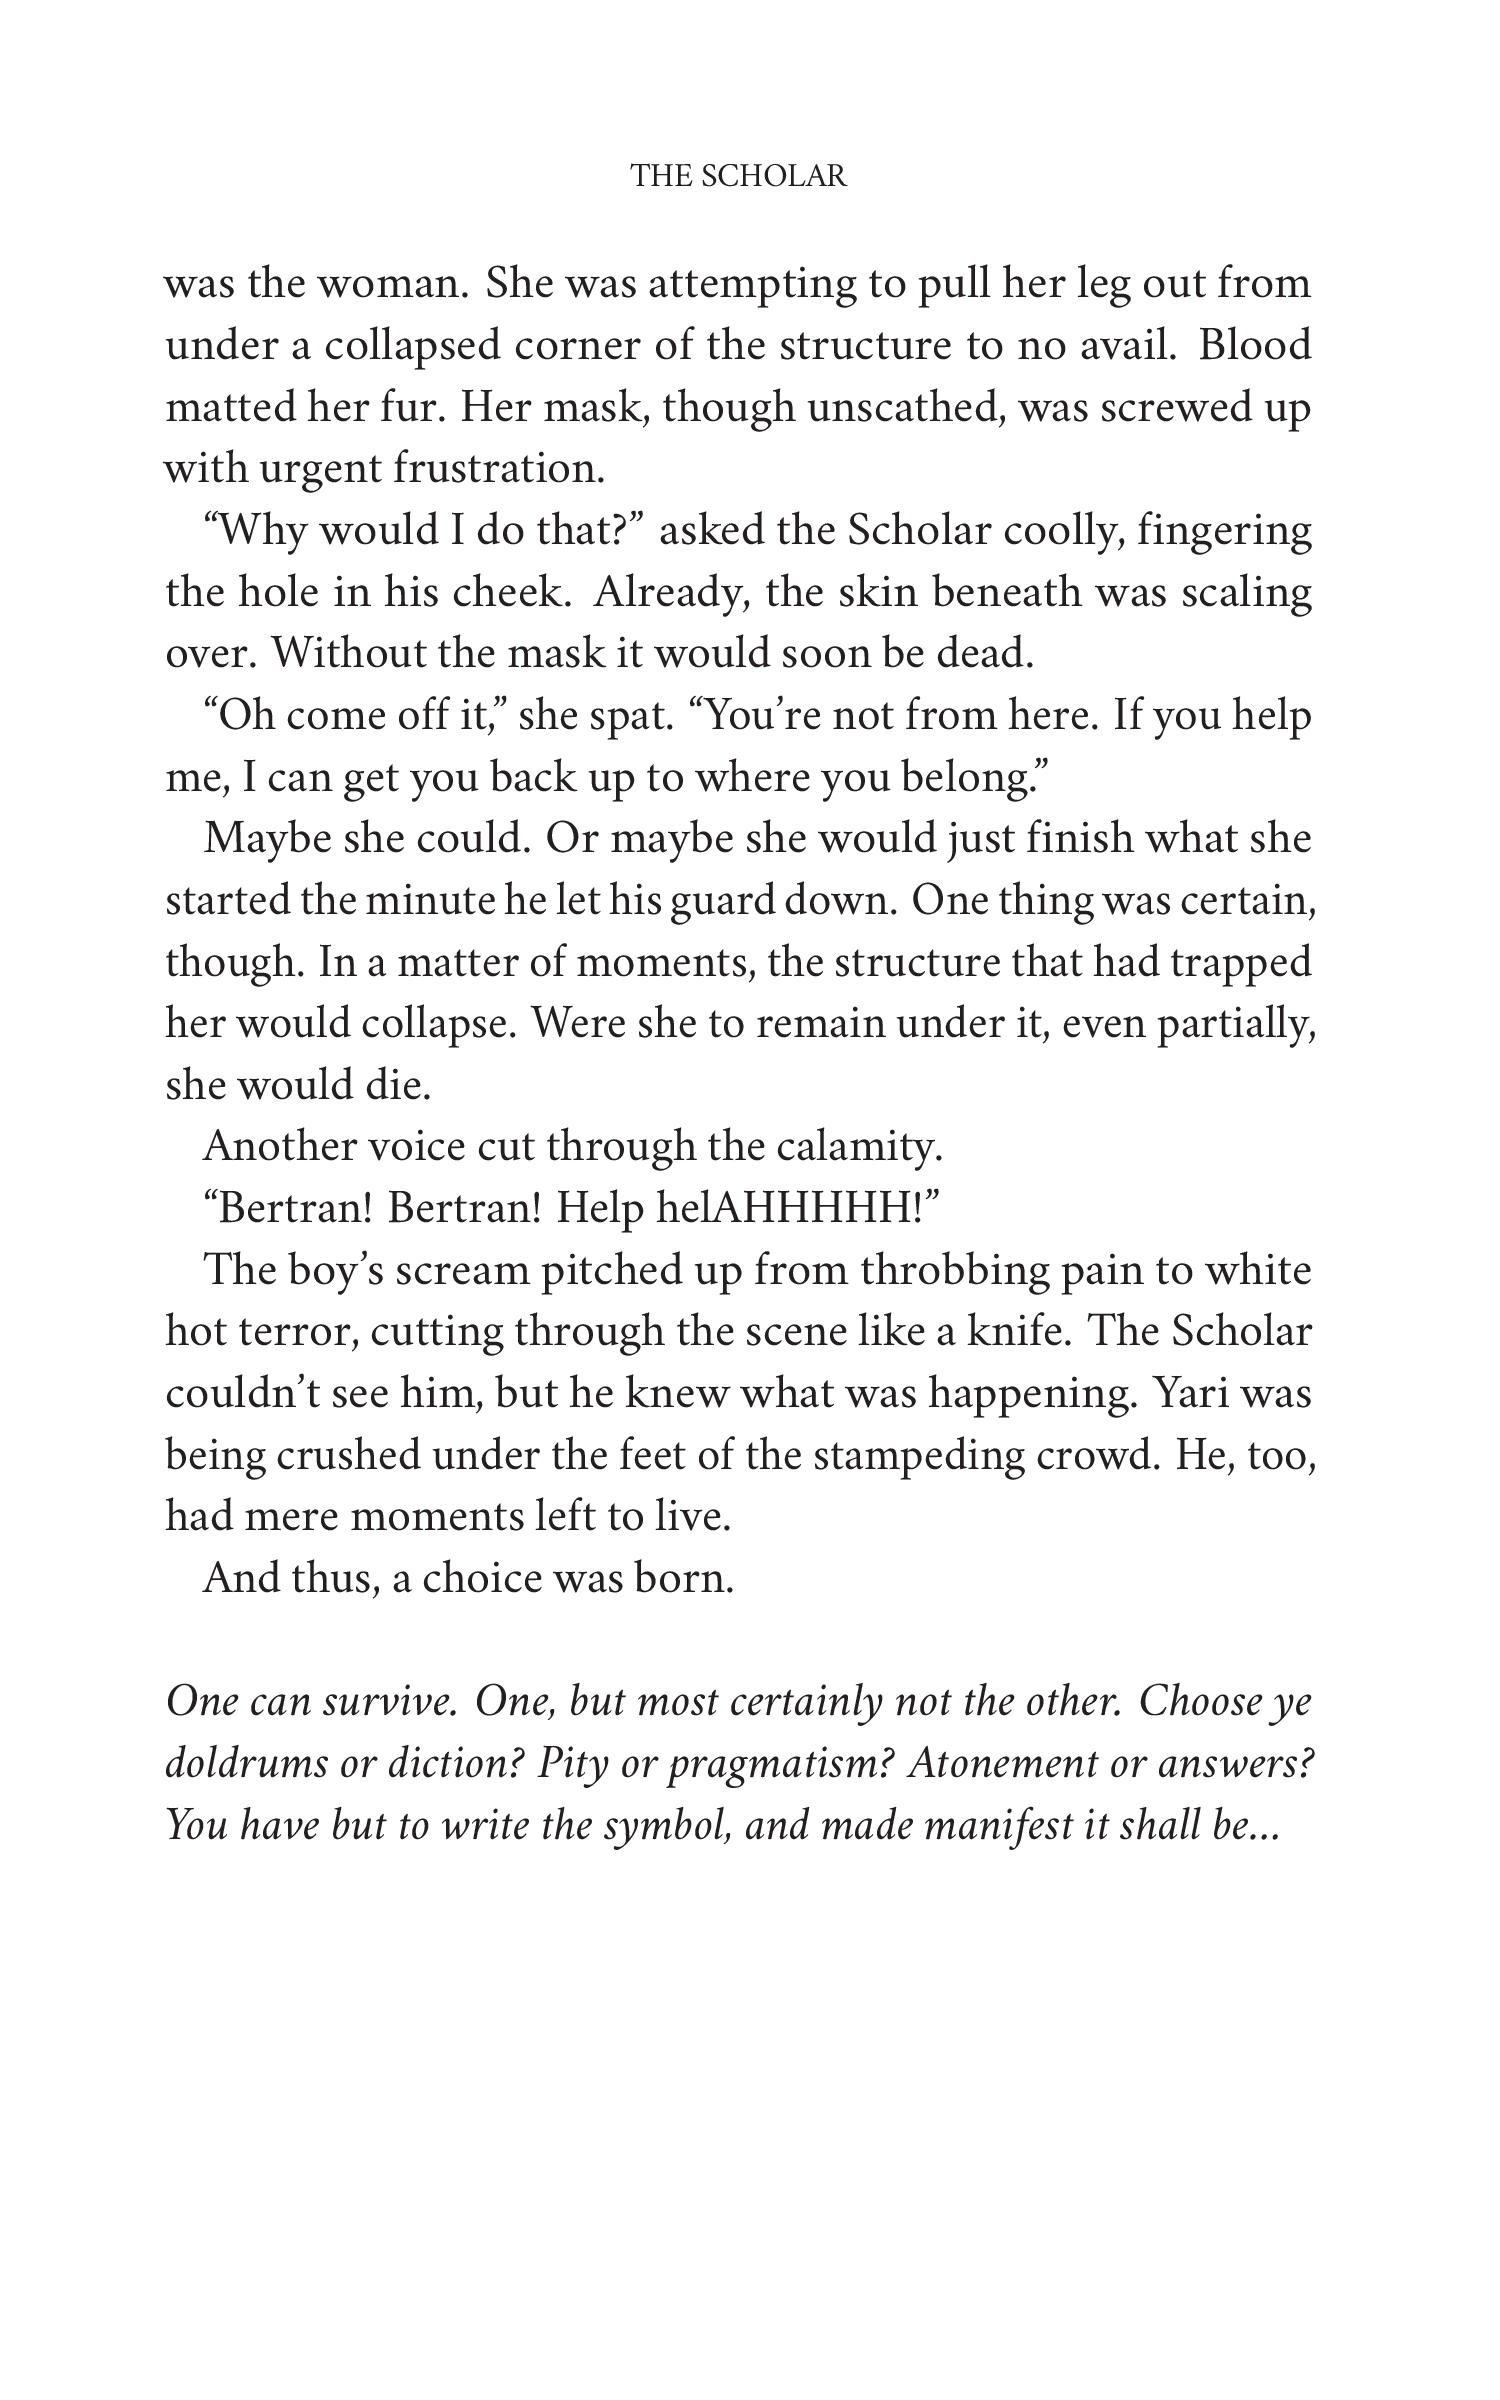 THE SCHOLAR
was the woman. She was attempting to pull her leg out from
under a collapsed corner of the structure to no avail. Blood
matted her fur. Her mask, though unscathed, was screwed up
with urgent frustration.
“Why would I do that?” asked the Scholar coolly, fingering
the hole in his cheek. Already, the skin beneath was scaling
over. Without the mask it would soon be dead.
“Oh come off it,” she spat. “You’re not from here. If you help
me, I can get you back up to where you belong.”
Maybe she could. Or maybe she would just finish what she
started the minute he let his guard down. One thing was certain,
though. In a matter of moments, the structure that had trapped
her would collapse. Were she to remain under it, even partially,
she would die.
Another voice cut through the calamity.
“Bertran! Bertran! Help helAHHHHH!”
The boy’s scream pitched up from throbbing pain to white
hot terror, cutting through the scene like a knife. The Scholar
couldn’t see him, but he knew what was happening. Yari was
being crushed under the feet of the stampeding crowd. He, too,
had mere moments left to live.
And thus, a choice was born.
One can survive. One, but most certainly not the other. Choose ye
doldrums or diction? Pity or pragmatism? Atonement or answers?
You have but to write the symbol, and made manifest it shall be...